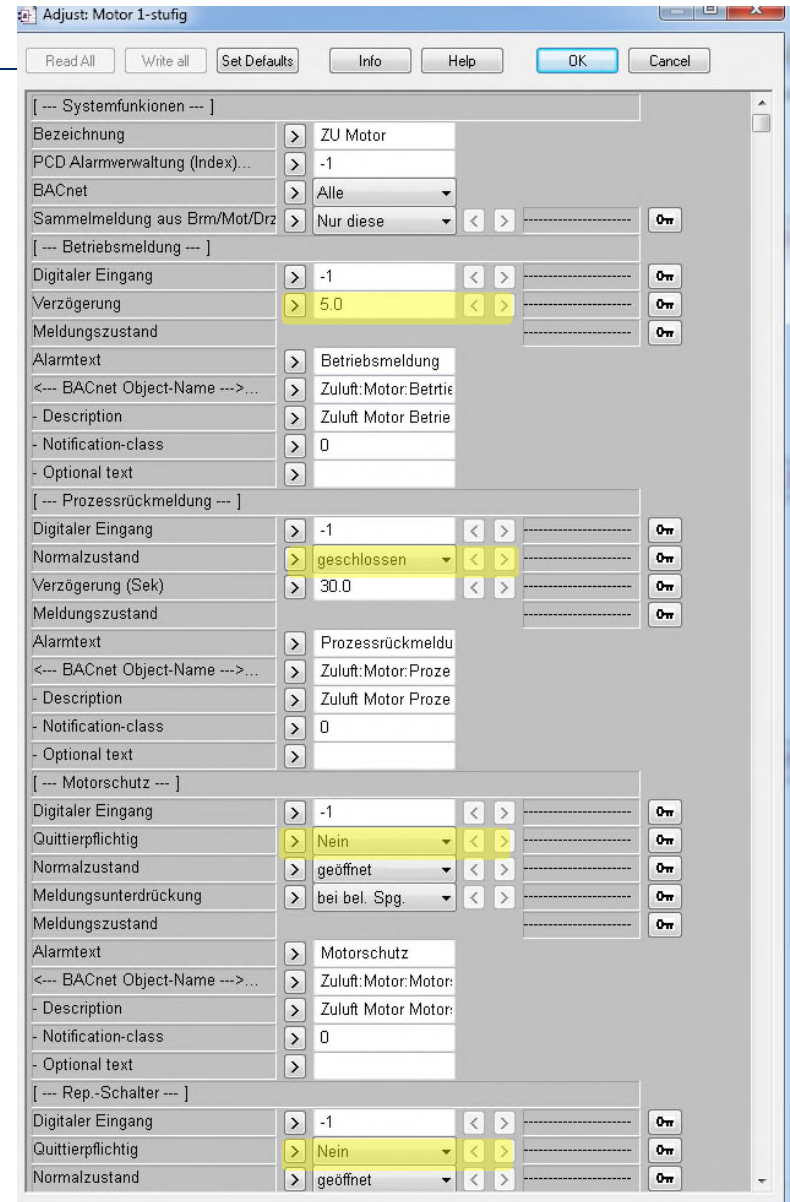 Adjust: Motor 1-stufig
Read All Write all Set Defaults Info Help OK Cancel
[ --- Systemfunkionen --- ]
Bezeichnung > ZU Motor
PCD Alarmverwaltung (Index)... > -1
BACnet > Alle
Sammelmeldung aus Brm/Mot/Drz > Nur diese < > ---------------------
[ --- Betriebsmeldung --- ]
Digitaler Eingang > -1 < > ---------------------
Verzögerung > 5.0 < > ---------------------
Meldungszustand ---------------------
Alarmtext > Betriebsmeldung
<--- BACnet Object-Name --->... > Zuluft:Motor:Betrtie
- Description > Zuluft Motor Betrie
- Notification-class > 0
- Optional text >
[ --- Prozessrückmeldung --- ]
Digitaler Eingang > -1 < > ---------------------
Normalzustand > geschlossen < > ---------------------
Verzögerung (Sek) > 30.0 < > ---------------------
Meldungszustand ---------------------
Alarmtext > Prozessrückmeldu
<--- BACnet Object-Name --->... > Zuluft:Motor:Proze
- Description > Zuluft Motor Proze
- Notification-class > 0
- Optional text >
[ --- Motorschutz --- ]
Digitaler Eingang > -1 < > ---------------------
Quittierpflichtig > Nein < > ---------------------
Normalzustand > geöffnet < > ---------------------
Meldungsunterdrückung > bei bel. Spg. < > ---------------------
Meldungszustand ---------------------
Alarmtext > Motorschutz
<--- BACnet Object-Name --->... > Zuluft:Motor:Motor:
- Description > Zuluft Motor Motor:
- Notification-class > 0
- Optional text >
[ --- Rep.-Schalter --- ]
Digitaler Eingang > -1 < > ---------------------
Quittierpflichtig > Nein < > ---------------------
Normalzustand > geöffnet < > ---------------------